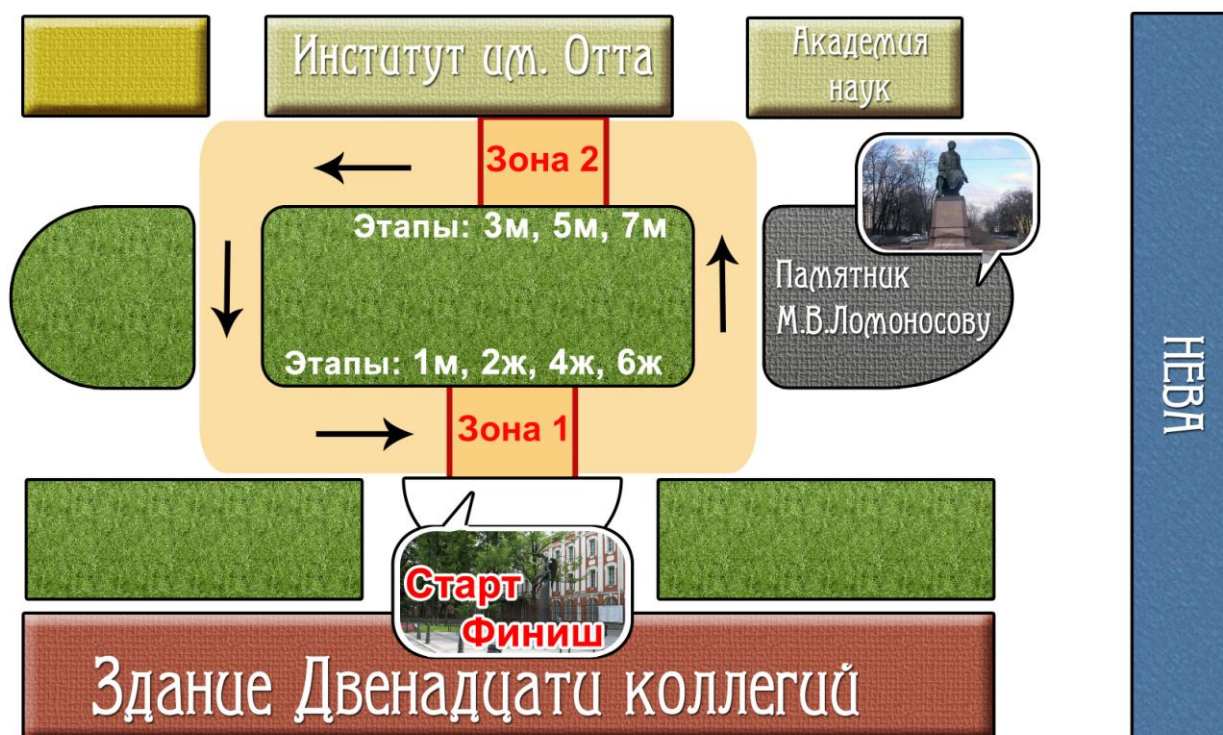 Институт им. Отта
Академия
наук
Зона 2
Этапы: 3м, 5м, 7м
Памятник
М.В.Ломоносову
Этапы: 1м, 2ж, 4ж, 6ж
Зона 1
НЕВА
Старт
Финиш
Здание Двенадцати коллегий